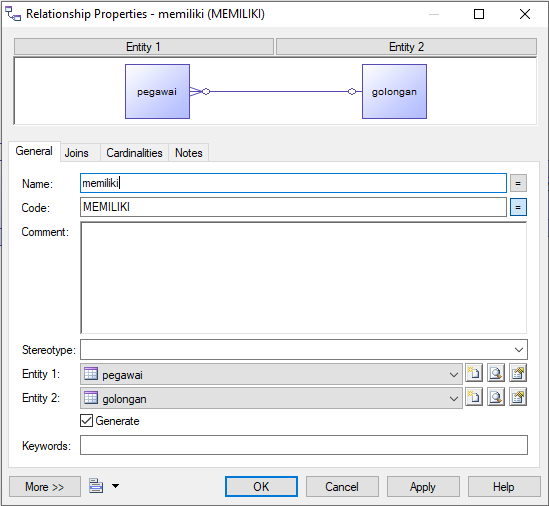 Relationship Properties - memiliki (MEMILIKI)
Entity 1 Entity 2
pegawai golongan
General Joins Cardinalities Notes
Name: memiliki =
Code: MEMILIKI =
Comment:
Stereotype:
Entity 1: pegawai
Entity 2: golongan
Generate
Keywords:
More >> OK Cancel Apply Help